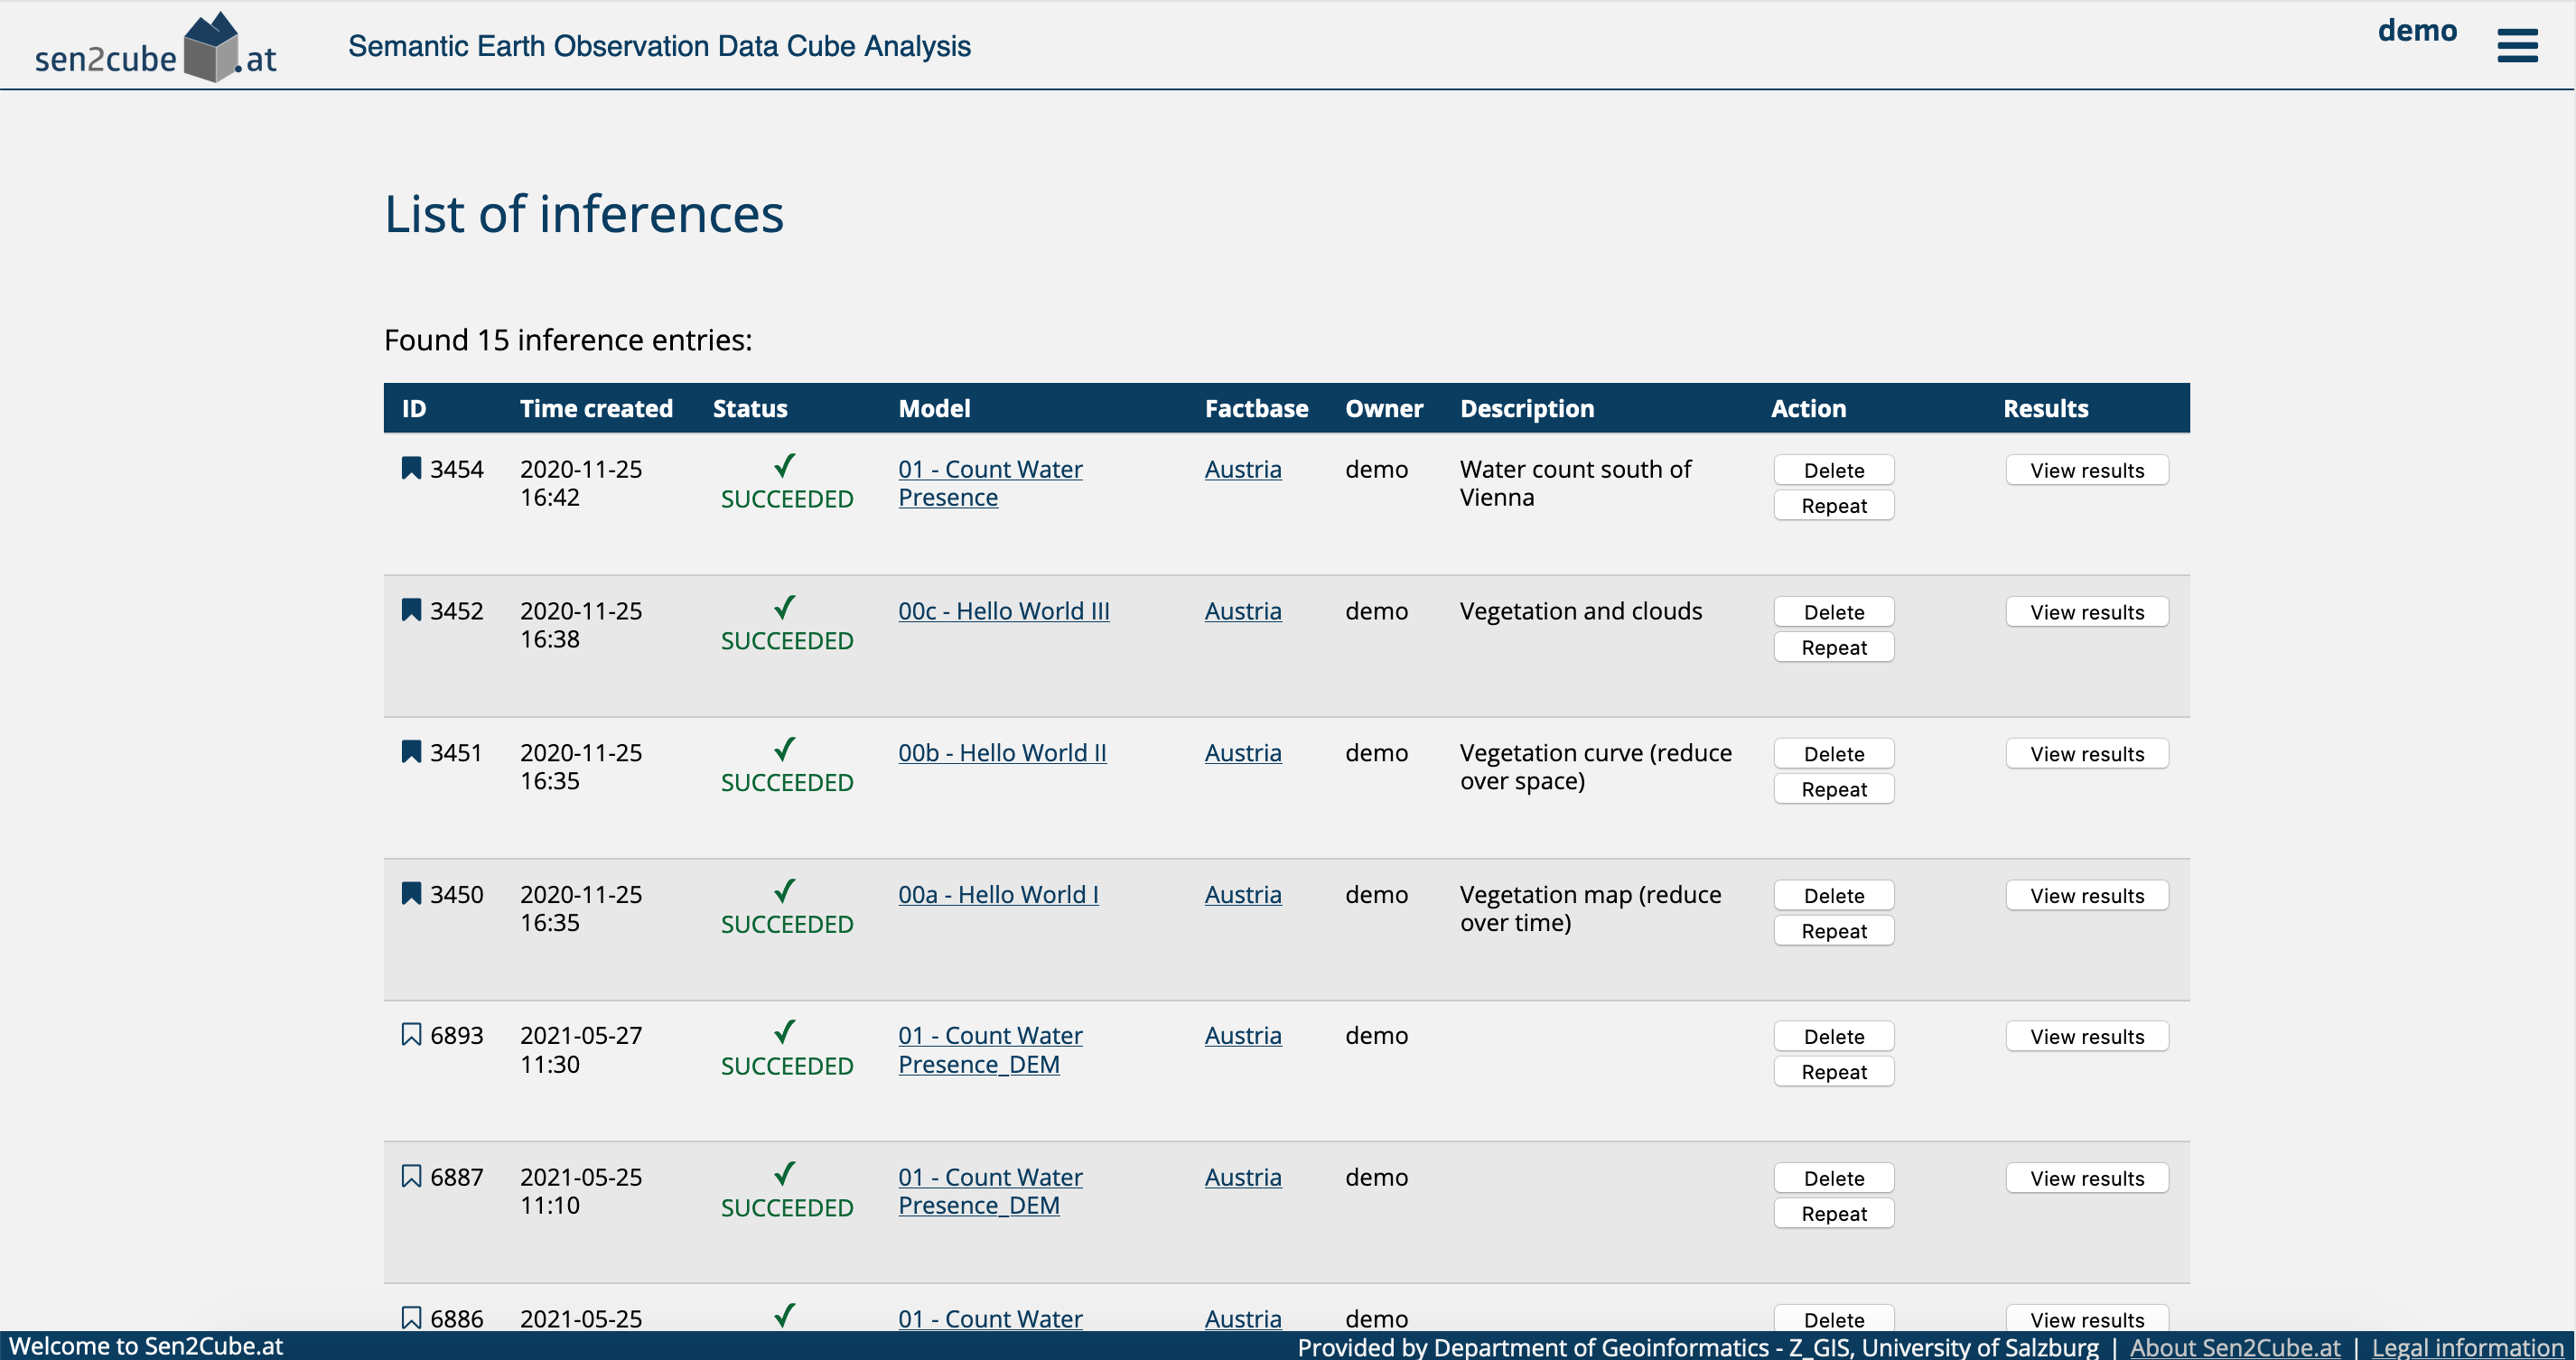 sen2cube.at
Semantic Earth Observation Data Cube Analysis
demo
List of inferences
Found 15 inference entries:
ID Time created Status Model Factbase Owner Description Action Results
3454 2020-11-25 16:42 SUCCEEDED 01 - Count Water Presence Austria demo Water count south of Vienna Delete Repeat View results
3452 2020-11-25 16:38 SUCCEEDED 00c - Hello World III Austria demo Vegetation and clouds Delete Repeat View results
3451 2020-11-25 16:35 SUCCEEDED 00b - Hello World II Austria demo Vegetation curve (reduce over space) Delete Repeat View results
3450 2020-11-25 16:35 SUCCEEDED 00a - Hello World I Austria demo Vegetation map (reduce over time) Delete Repeat View results
6893 2021-05-27 11:30 SUCCEEDED 01 - Count Water Presence_DEM Austria demo Delete Repeat View results
6887 2021-05-25 11:10 SUCCEEDED 01 - Count Water Presence_DEM Austria demo Delete Repeat View results
6886 2021-05-25 01 - Count Water Austria demo Delete View results
Welcome to Sen2Cube.at
Provided by Department of Geoinformatics - Z_GIS, University of Salzburg | About Sen2Cube.at | Legal information